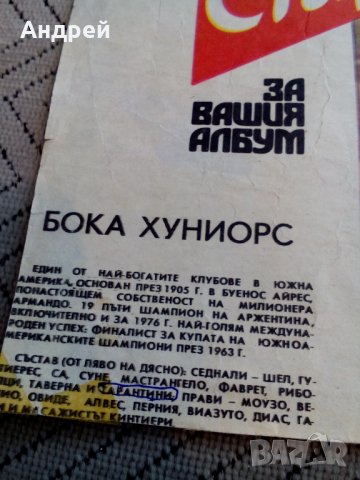 Андрей
ЗА
ВАШИЯ
АЛБУМ
БОКА ХУНИОРС
ЕДИН ОТ НАЙ-БОГАТИТЕ КЛУБОВЕ В ЮЖНА
АМЕРИКА, ОСНОВАН ПРЕЗ 1905 Г. В БУЕНОС АЙРЕС,
ПОНАСТОЯЩЕМ СОБСТВЕНОСТ НА МИЛИОНЕРА
АРМАНДО. 19 ПЪТИ ШАМПИОН НА АРЖЕНТИНА,
ВКЛЮЧИТЕЛНО И ЗА 1976 Г. НАЙ-ГОЛЯМ МЕЖДУНА-
РОДЕН УСПЕХ: ФИНАЛИСТ ЗА КУПАТА НА ЮЖНОА-
МЕРИКАНСКИТЕ ШАМПИОНИ ПРЕЗ 1963 Г.
СЪСТАВ (ОТ ЛЯВО НА ДЯСНО): СЕДНАЛИ – ШЕЛ, ГУ-
ТИЕРЕС СА, СУНЕ, МАСТРАНГЕЛО, ФАВРЕТ, РИБО-
ЛЦИ, ТАВЕРНА И ТАРАНТИНИ, ПРАВИ – МОУЗО, ВЕ-
ОВИДЕ, АЛВЕС, ПЕРНИЯ, ВИАЗУТО, ДИАС, ГА-
И МАСАЖИСТЪТ КИНТИЕРИ.
BAZAR